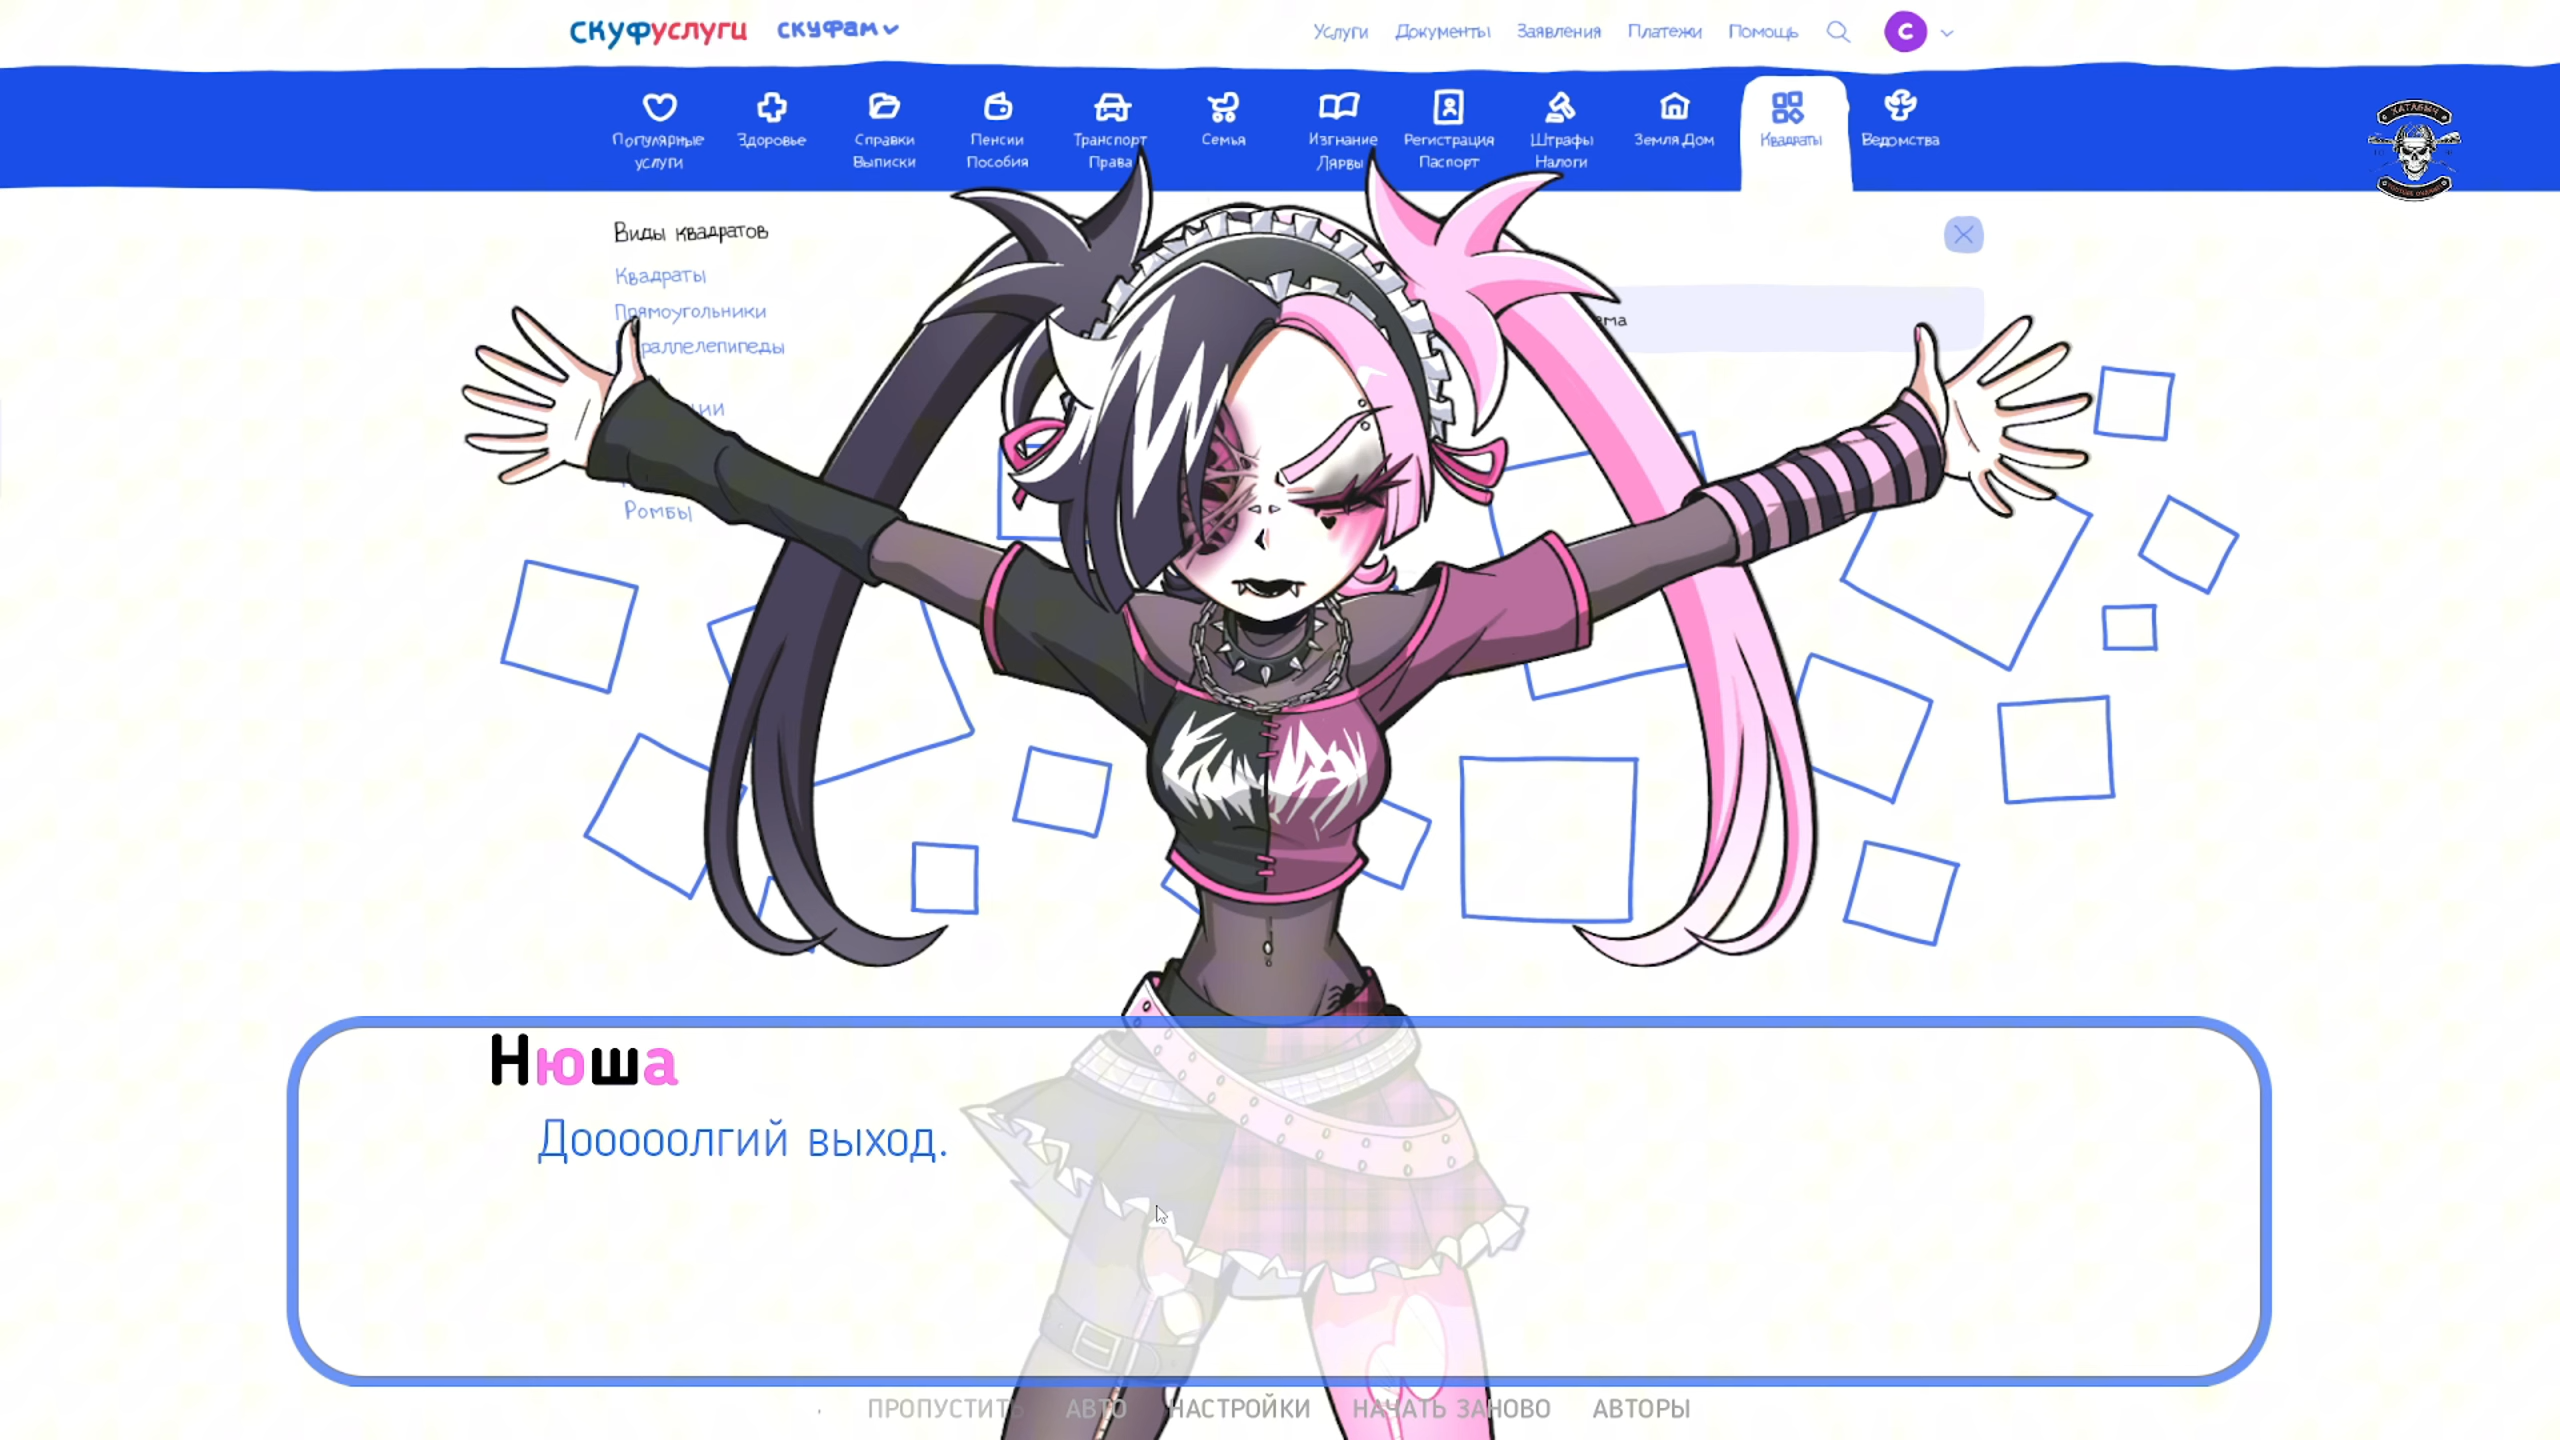 скуфуслуги скуфам
Услуги Документы Заявления Платежи Помощь С
Популярные услуги
Здоровье
Справки Выписки
Пенсии Пособия
Транспорт Права
Семья
Изгнание Лярвы
Регистрация Паспорт
Штрафы Налоги
Земля Дом
Квадраты
Ведомства
ХАТАБЫЧ
Виды квадратов
Квадраты
Прямоугольники
раллелепипеды
Ромбы
Нюша
Дооооолгий выход.
ПРОПУСТИТЬ АВТО НАСТРОЙКИ НАЧАТЬ ЗАНОВО АВТОРЫ